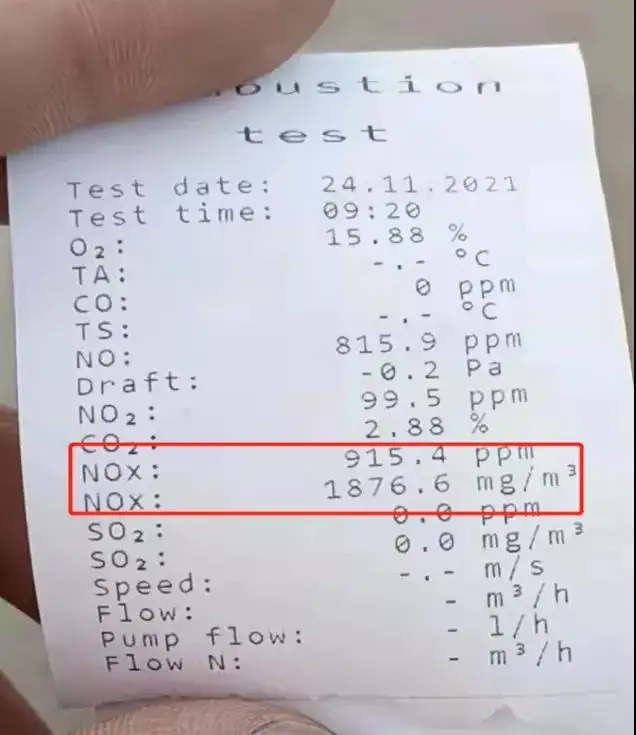 bustion
test
Test date: 24.11.2021
Test time: 09:20
O₂: 15.88 %
TA: -.- °C
CO: 0 ppm
TS: -.- °C
NO: 815.9 ppm
Draft: -0.2 Pa
NO₂: 99.5 ppm
CO₂: 2.88 %
NOX: 915.4 ppm
NOX: 1876.6 mg/m³
SO₂: 0.0 ppm
SO₂: 0.0 mg/m³
Speed: -.- m/s
Flow: - m³/h
Pump flow: - l/h
Flow N: - m³/h